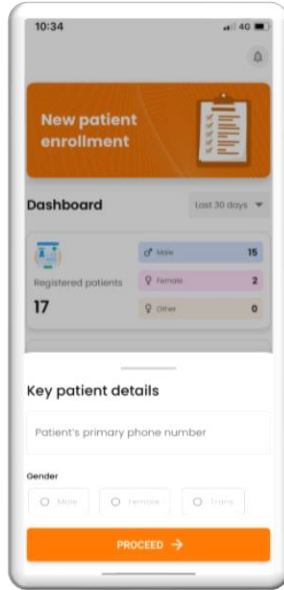 10:34
4G
New patient
enrollment
Dashboard
Last 30 days
Male 15
Registered patients
Female 2
17
Other 0
Key patient details
Patient's primary phone number
Gender
Male Female Trans
PROCEED →